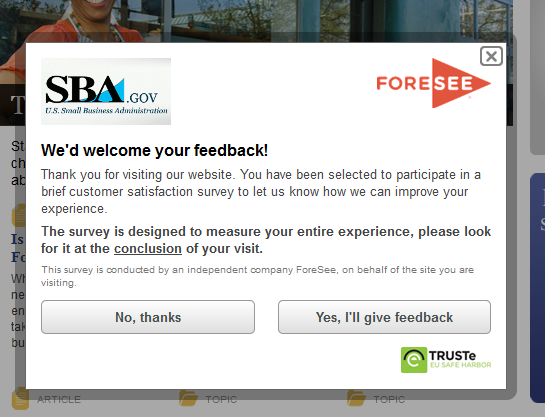 SBA.GOV
U.S. Small Business Administration
FORESEE
We'd welcome your feedback!
Thank you for visiting our website. You have been selected to participate in a
brief customer satisfaction survey to let us know how we can improve your
experience.
The survey is designed to measure your entire experience, please look
for it at the conclusion of your visit.
This survey is conducted by an independent company ForeSee, on behalf of the site you are
visiting.
No, thanks
Yes, I'll give feedback
TRUSTe
EU SAFE HARBOR
ARTICLE
TOPIC
TOPIC